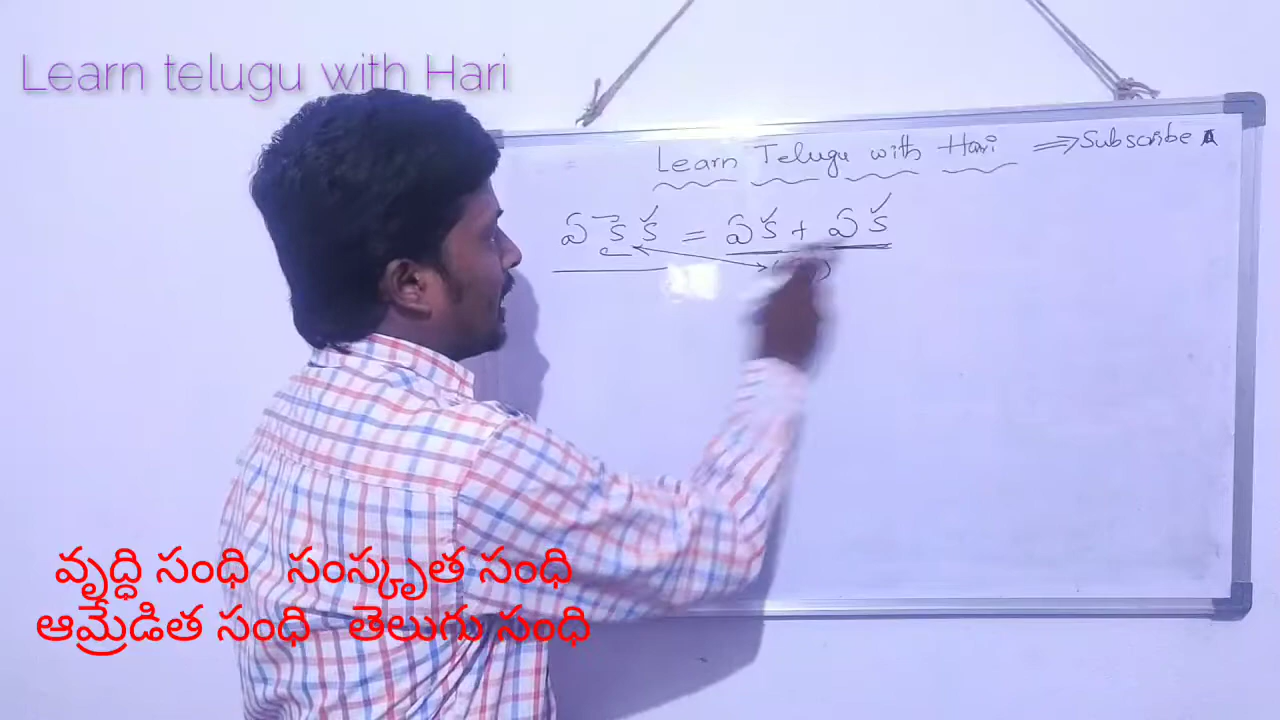 Learn telugu with Hari
Learn Telugu with Hari ⇒ Subscribe
ఏకైక = ఏక + ఏక
వృద్ధి సంధి సంస్కృత సంధి
ఆమ్రేడిత సంధి తెలుగు సంధి